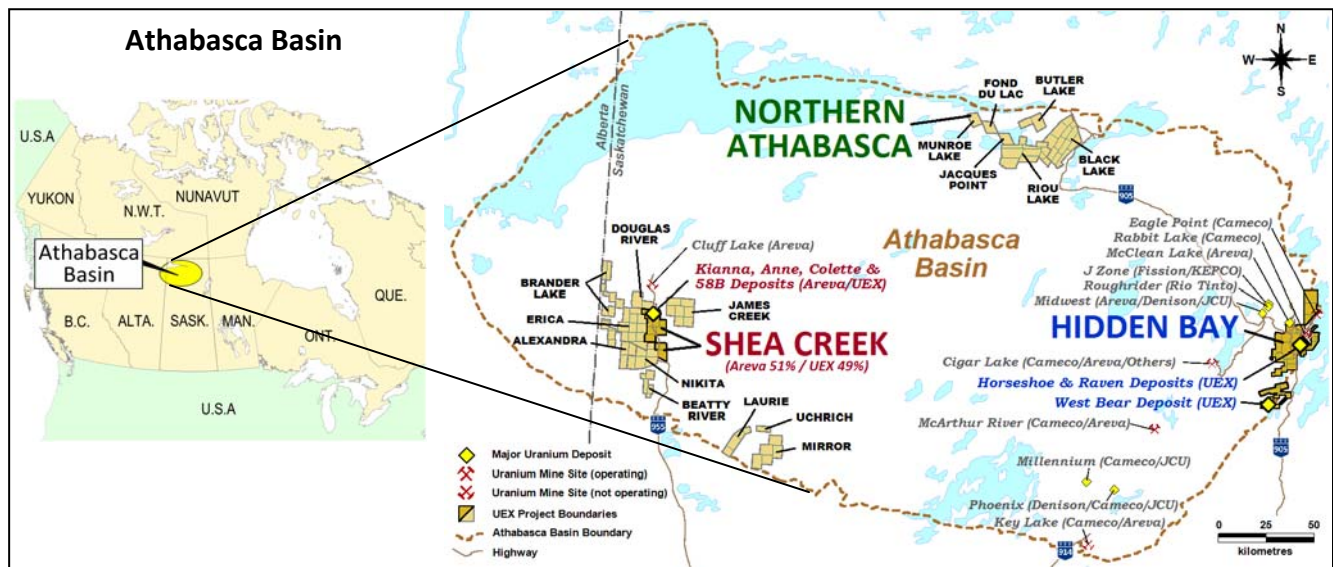 Athabasca Basin
U.S.A
YUKON
N.W.T.
NUNAVUT
Athabasca
Basin
B.C.
ALTA.
SASK.
MAN.
ONT.
QUE.
U.S.A
N
W
E
S
Alberta
Saskatchewan
NORTHERN
ATHABASCA
FOND
DU LAC
BUTLER
LAKE
MUNROE
LAKE
JACQUES
POINT
RIOU
LAKE
BLACK
LAKE
905
Athabasca
Basin
DOUGLAS
RIVER
Cluff Lake (Areva)
Kianna, Anne, Colette &
58B Deposits (Areva/UEX)
BRANDER
LAKE
ERICA
ALEXANDRA
JAMES
CREEK
SHEA CREEK
(Areva 51% / UEX 49%)
NIKITA
BEATTY
RIVER
LAURIE
UCHRICH
MIRROR
955
Eagle Point (Cameco)
Rabbit Lake (Cameco)
McClean Lake (Areva)
J Zone (Fission/KEPCO)
Roughrider (Rio Tinto)
Midwest (Areva/Denison/JCU)
HIDDEN BAY
Cigar Lake (Cameco/Areva/Others)
Horseshoe & Raven Deposits (UEX)
West Bear Deposit (UEX)
McArthur River (Cameco/Areva)
905
Millennium (Cameco/JCU)
Phoenix (Denison/Cameco/JCU)
Key Lake (Cameco/Areva)
914
Major Uranium Deposit
Uranium Mine Site (operating)
Uranium Mine Site (not operating)
UEX Project Boundaries
Athabasca Basin Boundary
Highway
0 25 50
kilometres